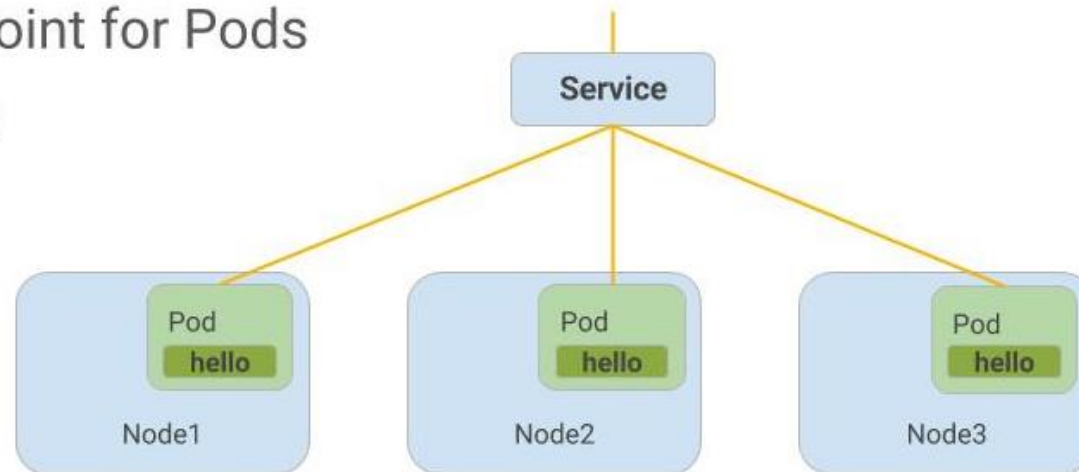 oint for Pods
Service
Pod
hello
Node1
Pod
hello
Node2
Pod
hello
Node3